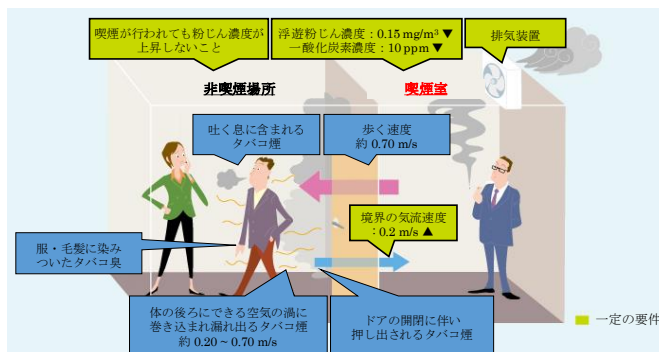 喫煙が行われても粉じん濃度が
上昇しないこと
浮遊粉じん濃度：0.15 mg/m³ ▼
一酸化炭素濃度：10 ppm ▼
排気装置
非喫煙場所
喫煙室
吐く息に含まれる
タバコ煙
歩く速度
約 0.70 m/s
境界の気流速度
：0.2 m/s ▲
服・毛髪に染み
ついたタバコ臭
体の後ろにできる空気の渦に
巻き込まれ漏れ出るタバコ煙
約 0.20 ~ 0.70 m/s
ドアの開閉に伴い
押し出されるタバコ煙
一定の要件